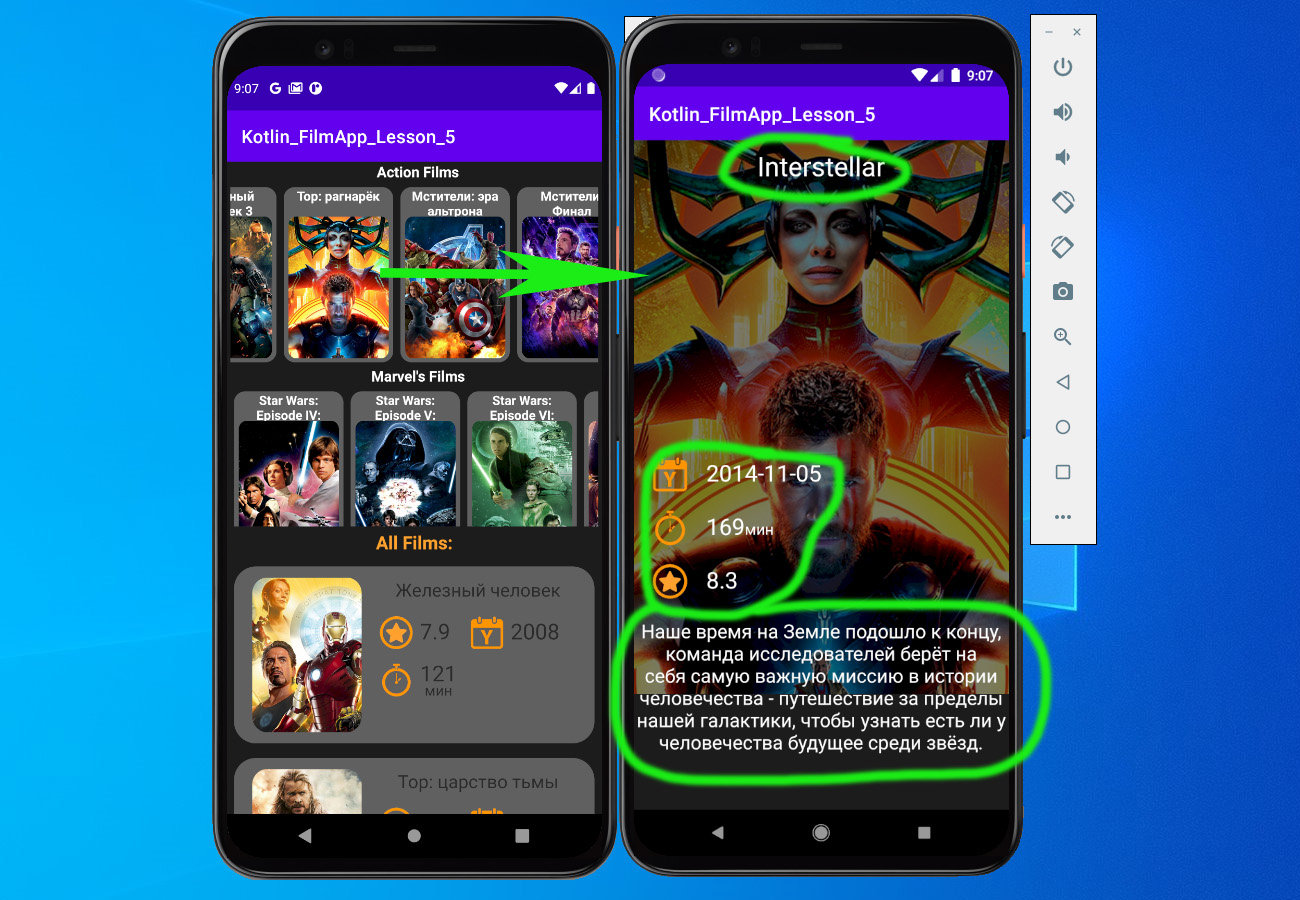 9:07
Kotlin_FilmApp_Lesson_5
Action Films
ный
ек 3
Тор: рагнарёк
Мстители: эра
альтрона
Мстители
Финал
Marvel's Films
Star Wars:
Episode IV:
Star Wars:
Episode V:
Star Wars:
Episode VI:
All Films:
Железный человек
7.9
2008
121
мин
Тор: царство тьмы
9:07
Kotlin_FilmApp_Lesson_5
Interstellar
2014-11-05
169мин
8.3
Наше время на Земле подошло к концу,
команда исследователей берёт на
себя самую важную миссию в истории
человечества - путешествие за пределы
нашей галактики, чтобы узнать есть ли у
человечества будущее среди звёзд.